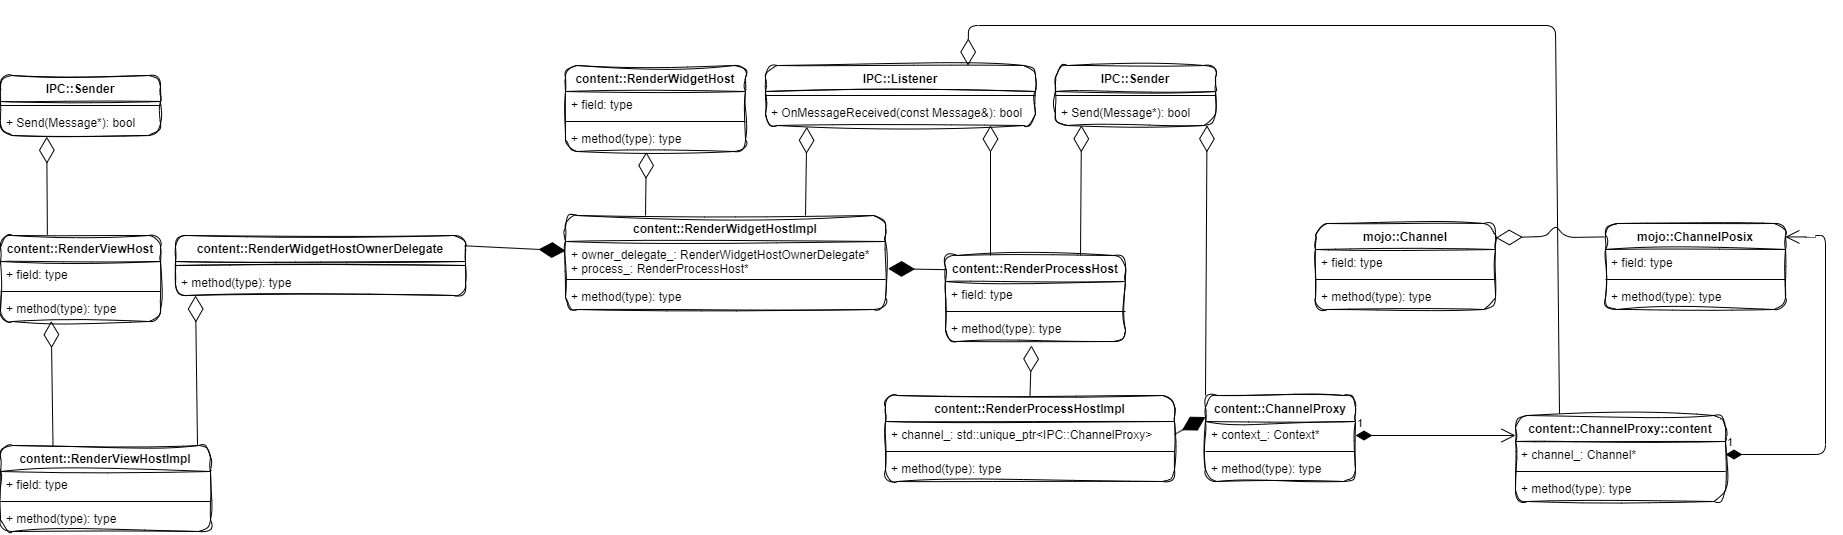 IPC::Sender
+ Send(Message*): bool
content::RenderWidgetHost
+ field: type
+ method(type): type
IPC::Listener
+ OnMessageReceived(const Message&): bool
IPC::Sender
+ Send(Message*): bool
content::RenderViewHost
+ field: type
+ method(type): type
content::RenderWidgetHostOwnerDelegate
+ method(type): type
content::RenderWidgetHostImpl
+ owner_delegate_: RenderWidgetHostOwnerDelegate*
+ process_: RenderProcessHost*
+ method(type): type
content::RenderProcessHost
+ field: type
+ method(type): type
mojo::Channel
+ field: type
+ method(type): type
mojo::ChannelPosix
+ field: type
+ method(type): type
content::RenderViewHostImpl
+ field: type
+ method(type): type
content::RenderProcessHostImpl
+ channel_: std::unique_ptr<IPC::ChannelProxy>
+ method(type): type
content::ChannelProxy
+ context_: Context*
+ method(type): type
1
content::ChannelProxy::content
+ channel_: Channel*
+ method(type): type
1